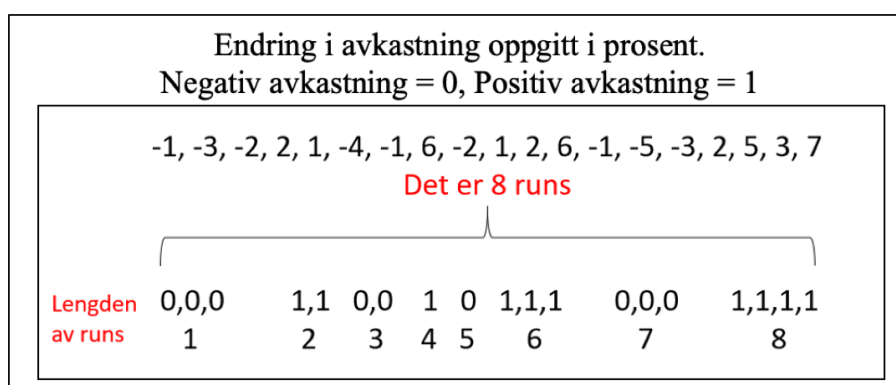 Endring i avkastning oppgitt i prosent.
Negativ avkastning = 0, Positiv avkastning = 1
-1, -3, -2, 2, 1, -4, -1, 6, -2, 1, 2, 6, -1, -5, -3, 2, 5, 3, 7
Det er 8 runs
Lengden av runs
0,0,0 1,1 0,0 1 0 1,1,1 0,0,0 1,1,1,1
1 2 3 4 5 6 7 8